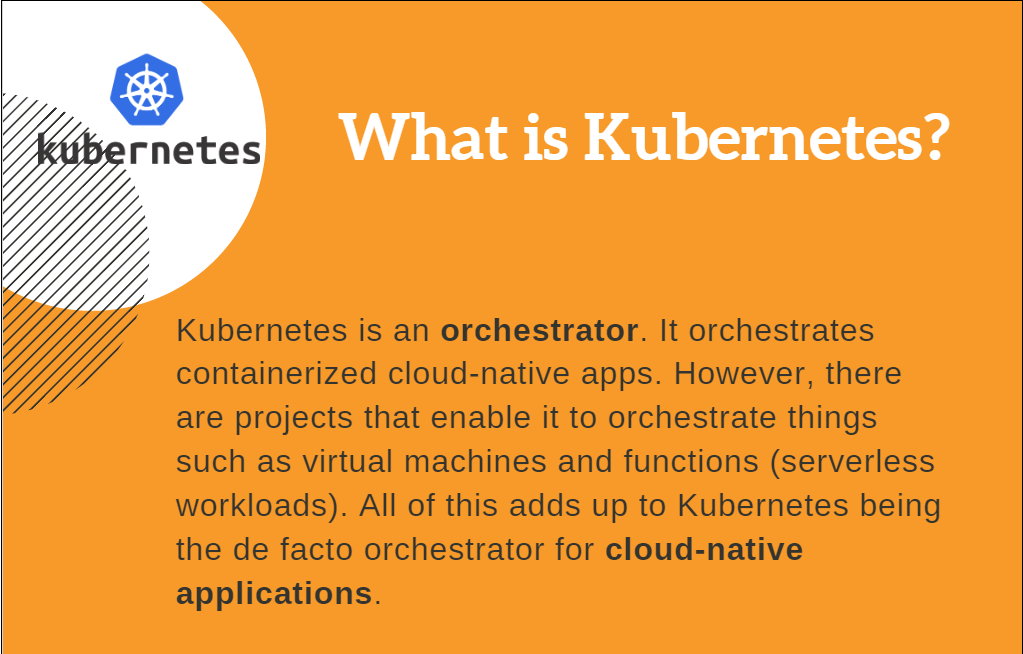 kubernetes
What is Kubernetes?
Kubernetes is an orchestrator. It orchestrates
containerized cloud-native apps. However, there
are projects that enable it to orchestrate things
such as virtual machines and functions (serverless
workloads). All of this adds up to Kubernetes being
the de facto orchestrator for cloud-native
applications.